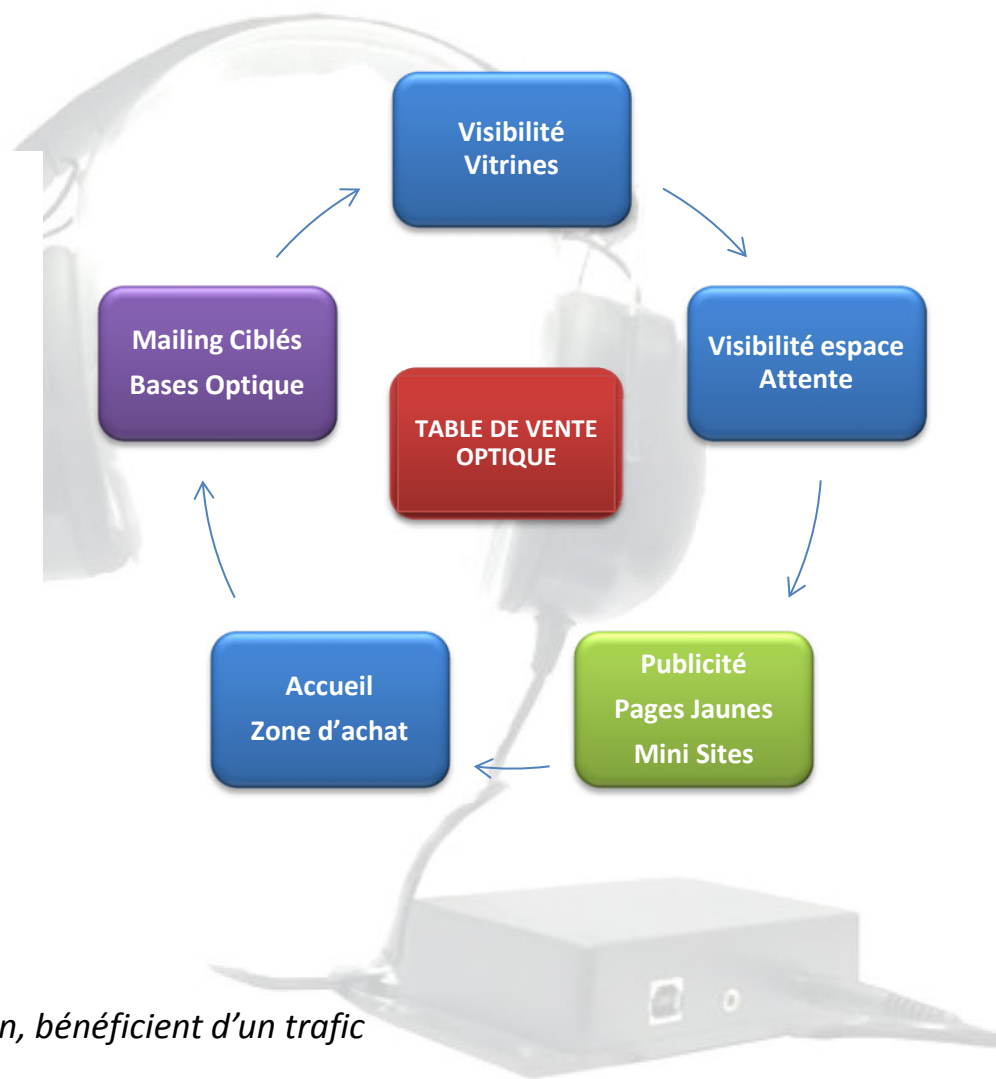 Visibilité
Vitrines
Visibilité espace
Attente
Publicité
Pages Jaunes
Mini Sites
Accueil
Zone d’achat
Mailing Ciblés
Bases Optique
TABLE DE VENTE
OPTIQUE
n, bénéficient d’un trafic